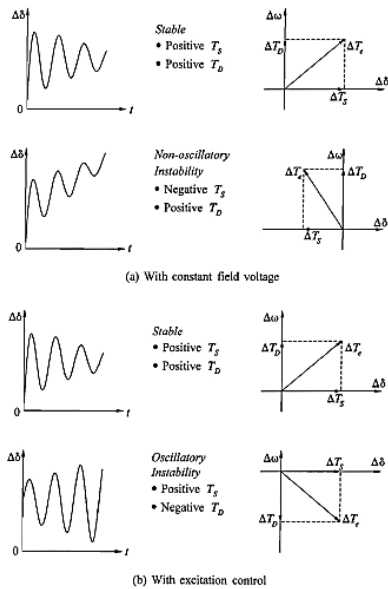 Δδ
0
t
Stable
• Positive T_S
• Positive T_D
Δω
ΔT_D
ΔT_e
ΔT_S
Δδ
Δδ
0
t
Non-oscillatory
Instability
• Negative T_S
• Positive T_D
Δω
ΔT_e
ΔT_D
ΔT_S
Δδ
(a) With constant field voltage
Δδ
0
t
Stable
• Positive T_S
• Positive T_D
Δω
ΔT_D
ΔT_e
ΔT_S
Δδ
Δδ
0
t
Oscillatory
Instability
• Positive T_S
• Negative T_D
Δω
ΔT_S
Δδ
ΔT_D
ΔT_e
(b) With excitation control